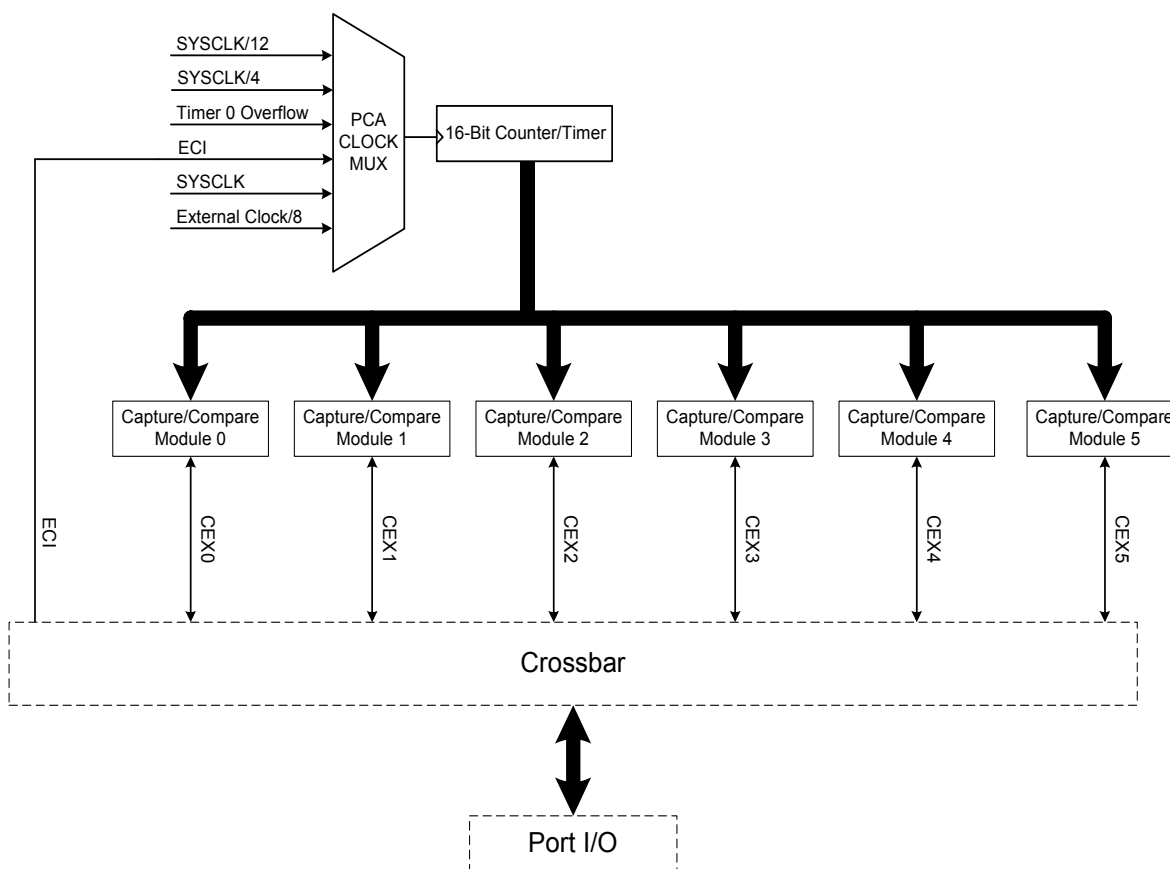 SYSCLK/12
SYSCLK/4
Timer 0 Overflow
ECI
SYSCLK
External Clock/8
PCA
CLOCK
MUX
16-Bit Counter/Timer
Capture/Compare
Module 0
Capture/Compare
Module 1
Capture/Compare
Module 2
Capture/Compare
Module 3
Capture/Compare
Module 4
Capture/Compare
Module 5
ECI
CEX0
CEX1
CEX2
CEX3
CEX4
CEX5
Crossbar
Port I/O